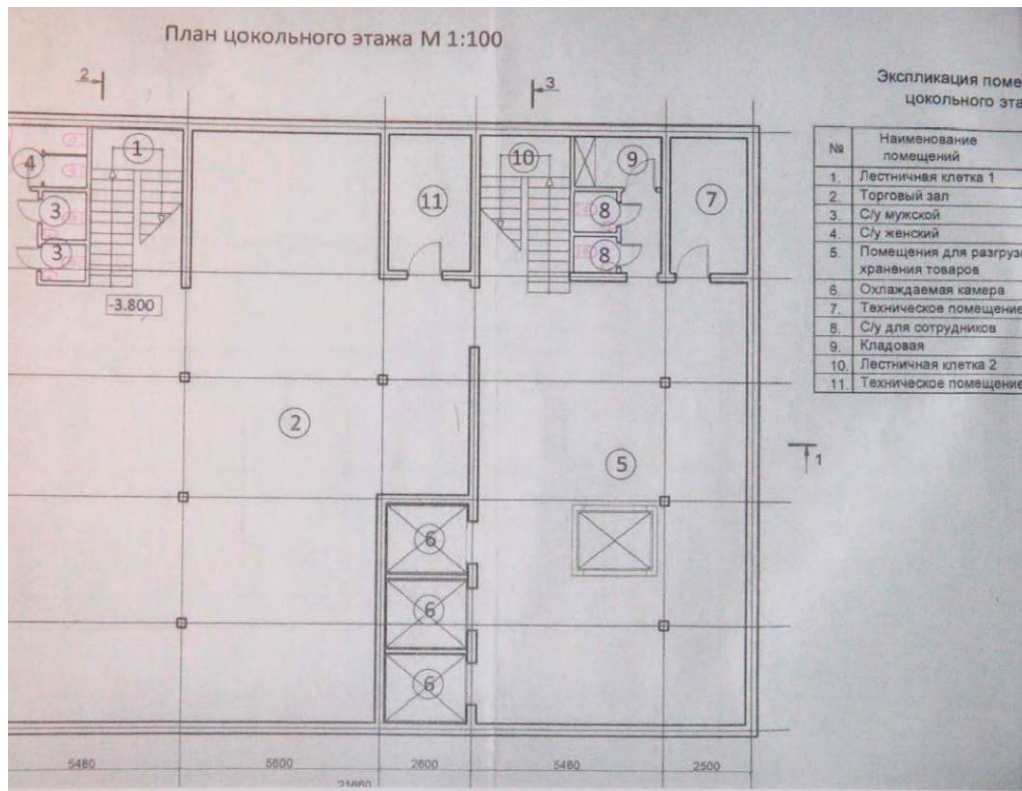 План цокольного этажа М 1:100
2
3
Экспликация поме
цокольного эта
№ Наименование помещений
1. Лестничная клетка 1
2. Торговый зал
3. С/у мужской
4. С/у женский
5. Помещения для разгруз
хранения товаров
6. Охлаждаемая камера
7. Техническое помещение
8. С/у для сотрудников
9. Кладовая
10. Лестничная клетка 2
11. Техническое помещение
4
1
10
9
3
11
8
7
3
8
-3.800
2
5
1
6
6
6
5480
5600
2600
5480
2500